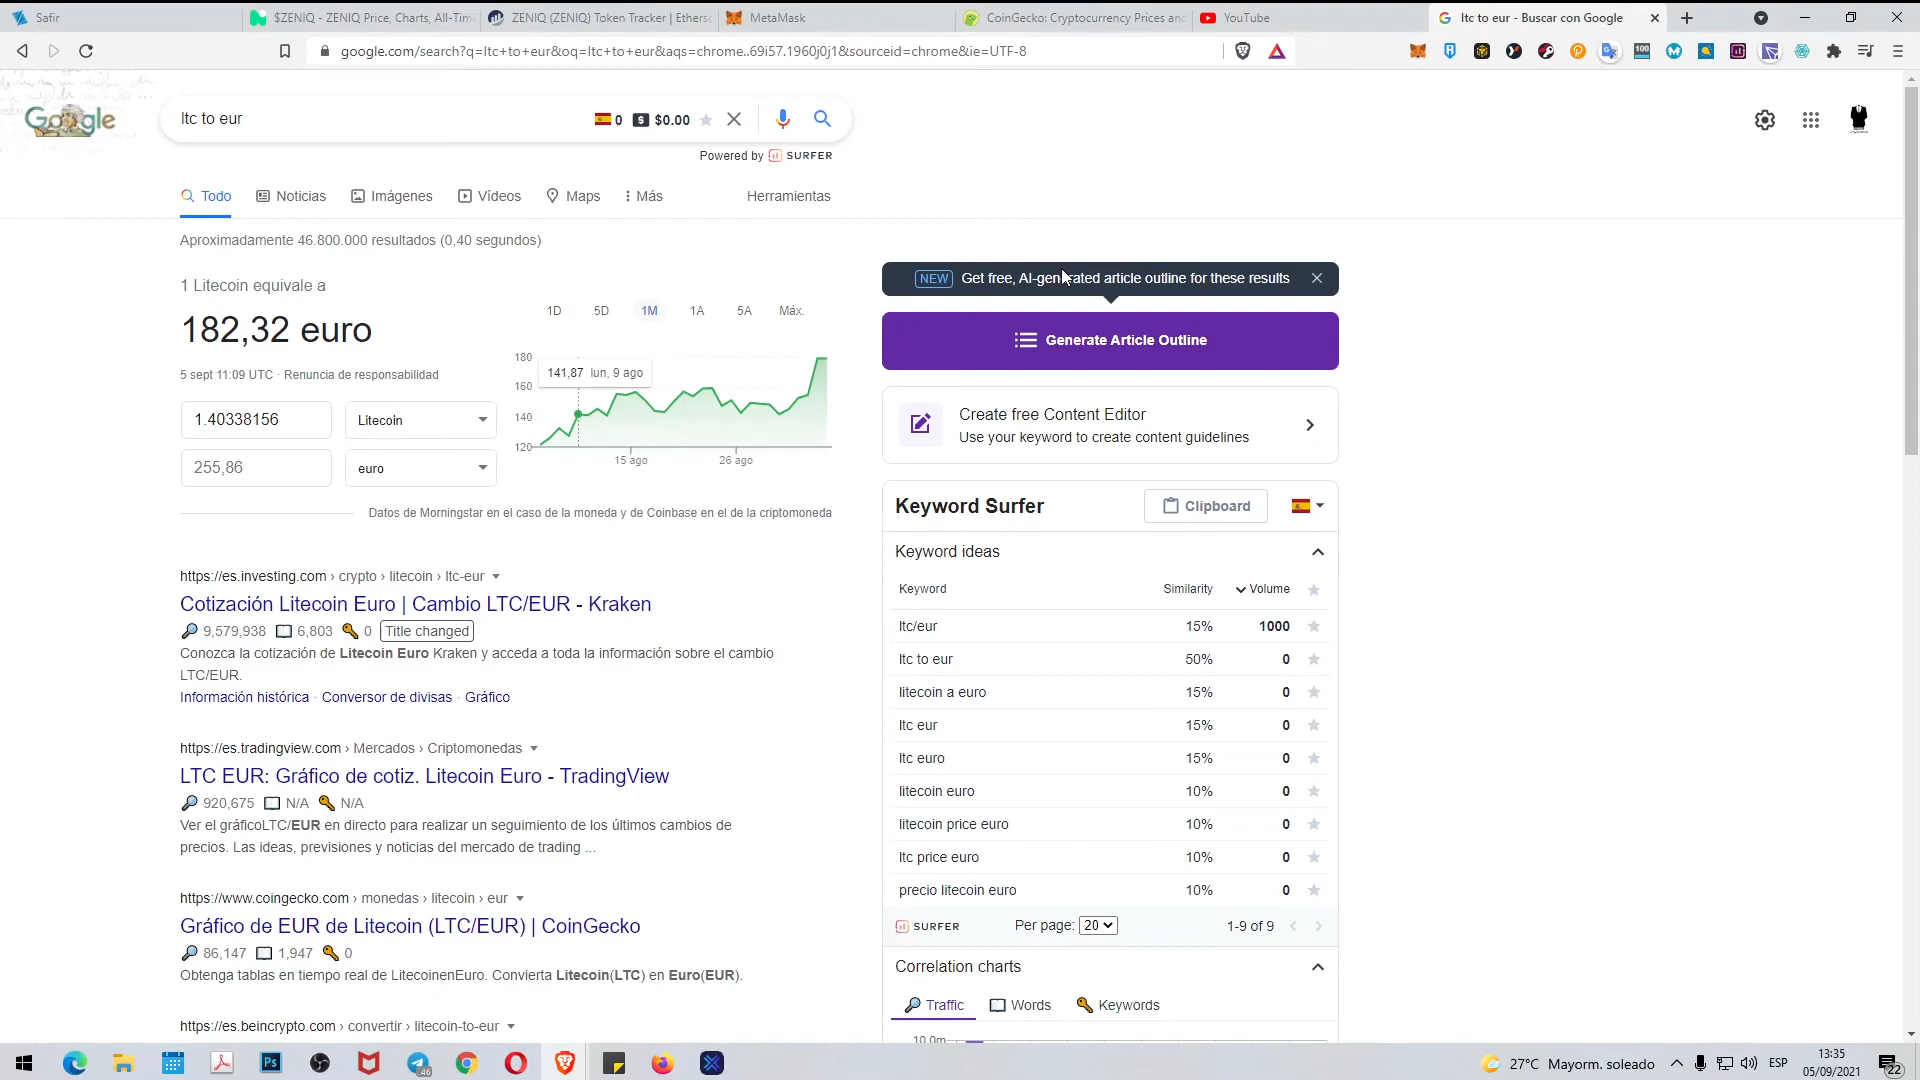 Safir
$ZENIQ - ZENIQ Price, Charts, All-Tim
ZENIQ (ZENIQ) Token Tracker | Ethersc
MetaMask
CoinGecko: Cryptocurrency Prices and
YouTube
ltc to eur - Buscar con Google
google.com/search?q=ltc+to+eur&oq=ltc+to+eur&aqs=chrome..69i57.1960j0j1&sourceid=chrome&ie=UTF-8
100
Google
ltc to eur
0
$0.00
Powered by SURFER
Todo
Noticias
Imágenes
Vídeos
Maps
Más
Herramientas
Aproximadamente 46.800.000 resultados (0,40 segundos)
1 Litecoin equivale a
182,32 euro
5 sept 11:09 UTC · Renuncia de responsabilidad
1.40338156
Litecoin
255,86
euro
1D
5D
1M
1A
5A
Máx.
180
160
140
120
141,87 lun, 9 ago
15 ago
26 ago
Datos de Morningstar en el caso de la moneda y de Coinbase en el de la criptomoneda
https://es.investing.com › crypto › litecoin › ltc-eur
Cotización Litecoin Euro | Cambio LTC/EUR - Kraken
9,579,938
6,803
0
Title changed
Conozca la cotización de Litecoin Euro Kraken y acceda a toda la información sobre el cambio
LTC/EUR.
Información histórica · Conversor de divisas · Gráfico
https://es.tradingview.com › Mercados › Criptomonedas
LTC EUR: Gráfico de cotiz. Litecoin Euro - TradingView
920,675
N/A
N/A
Ver el gráficoLTC/EUR en directo para realizar un seguimiento de los últimos cambios de
precios. Las ideas, previsiones y noticias del mercado de trading ...
https://www.coingecko.com › monedas › litecoin › eur
Gráfico de EUR de Litecoin (LTC/EUR) | CoinGecko
86,147
1,947
0
Obtenga tablas en tiempo real de LitecoinenEuro. Convierta Litecoin(LTC) en Euro(EUR).
https://es.beincrypto.com › convertir › litecoin-to-eur
NEW Get free, AI-generated article outline for these results
Generate Article Outline
Create free Content Editor
Use your keyword to create content guidelines
Keyword Surfer
Clipboard
Keyword ideas
Keyword Similarity Volume
ltc/eur 15% 1000
ltc to eur 50% 0
litecoin a euro 15% 0
ltc eur 15% 0
ltc euro 15% 0
litecoin euro 10% 0
litecoin price euro 10% 0
ltc price euro 10% 0
precio litecoin euro 10% 0
SURFER
Per page: 20
1-9 of 9
Correlation charts
Traffic
Words
Keywords
10.0m
Ps
46
27°C Mayorm. soleado
ESP
13:35
05/09/2021
22